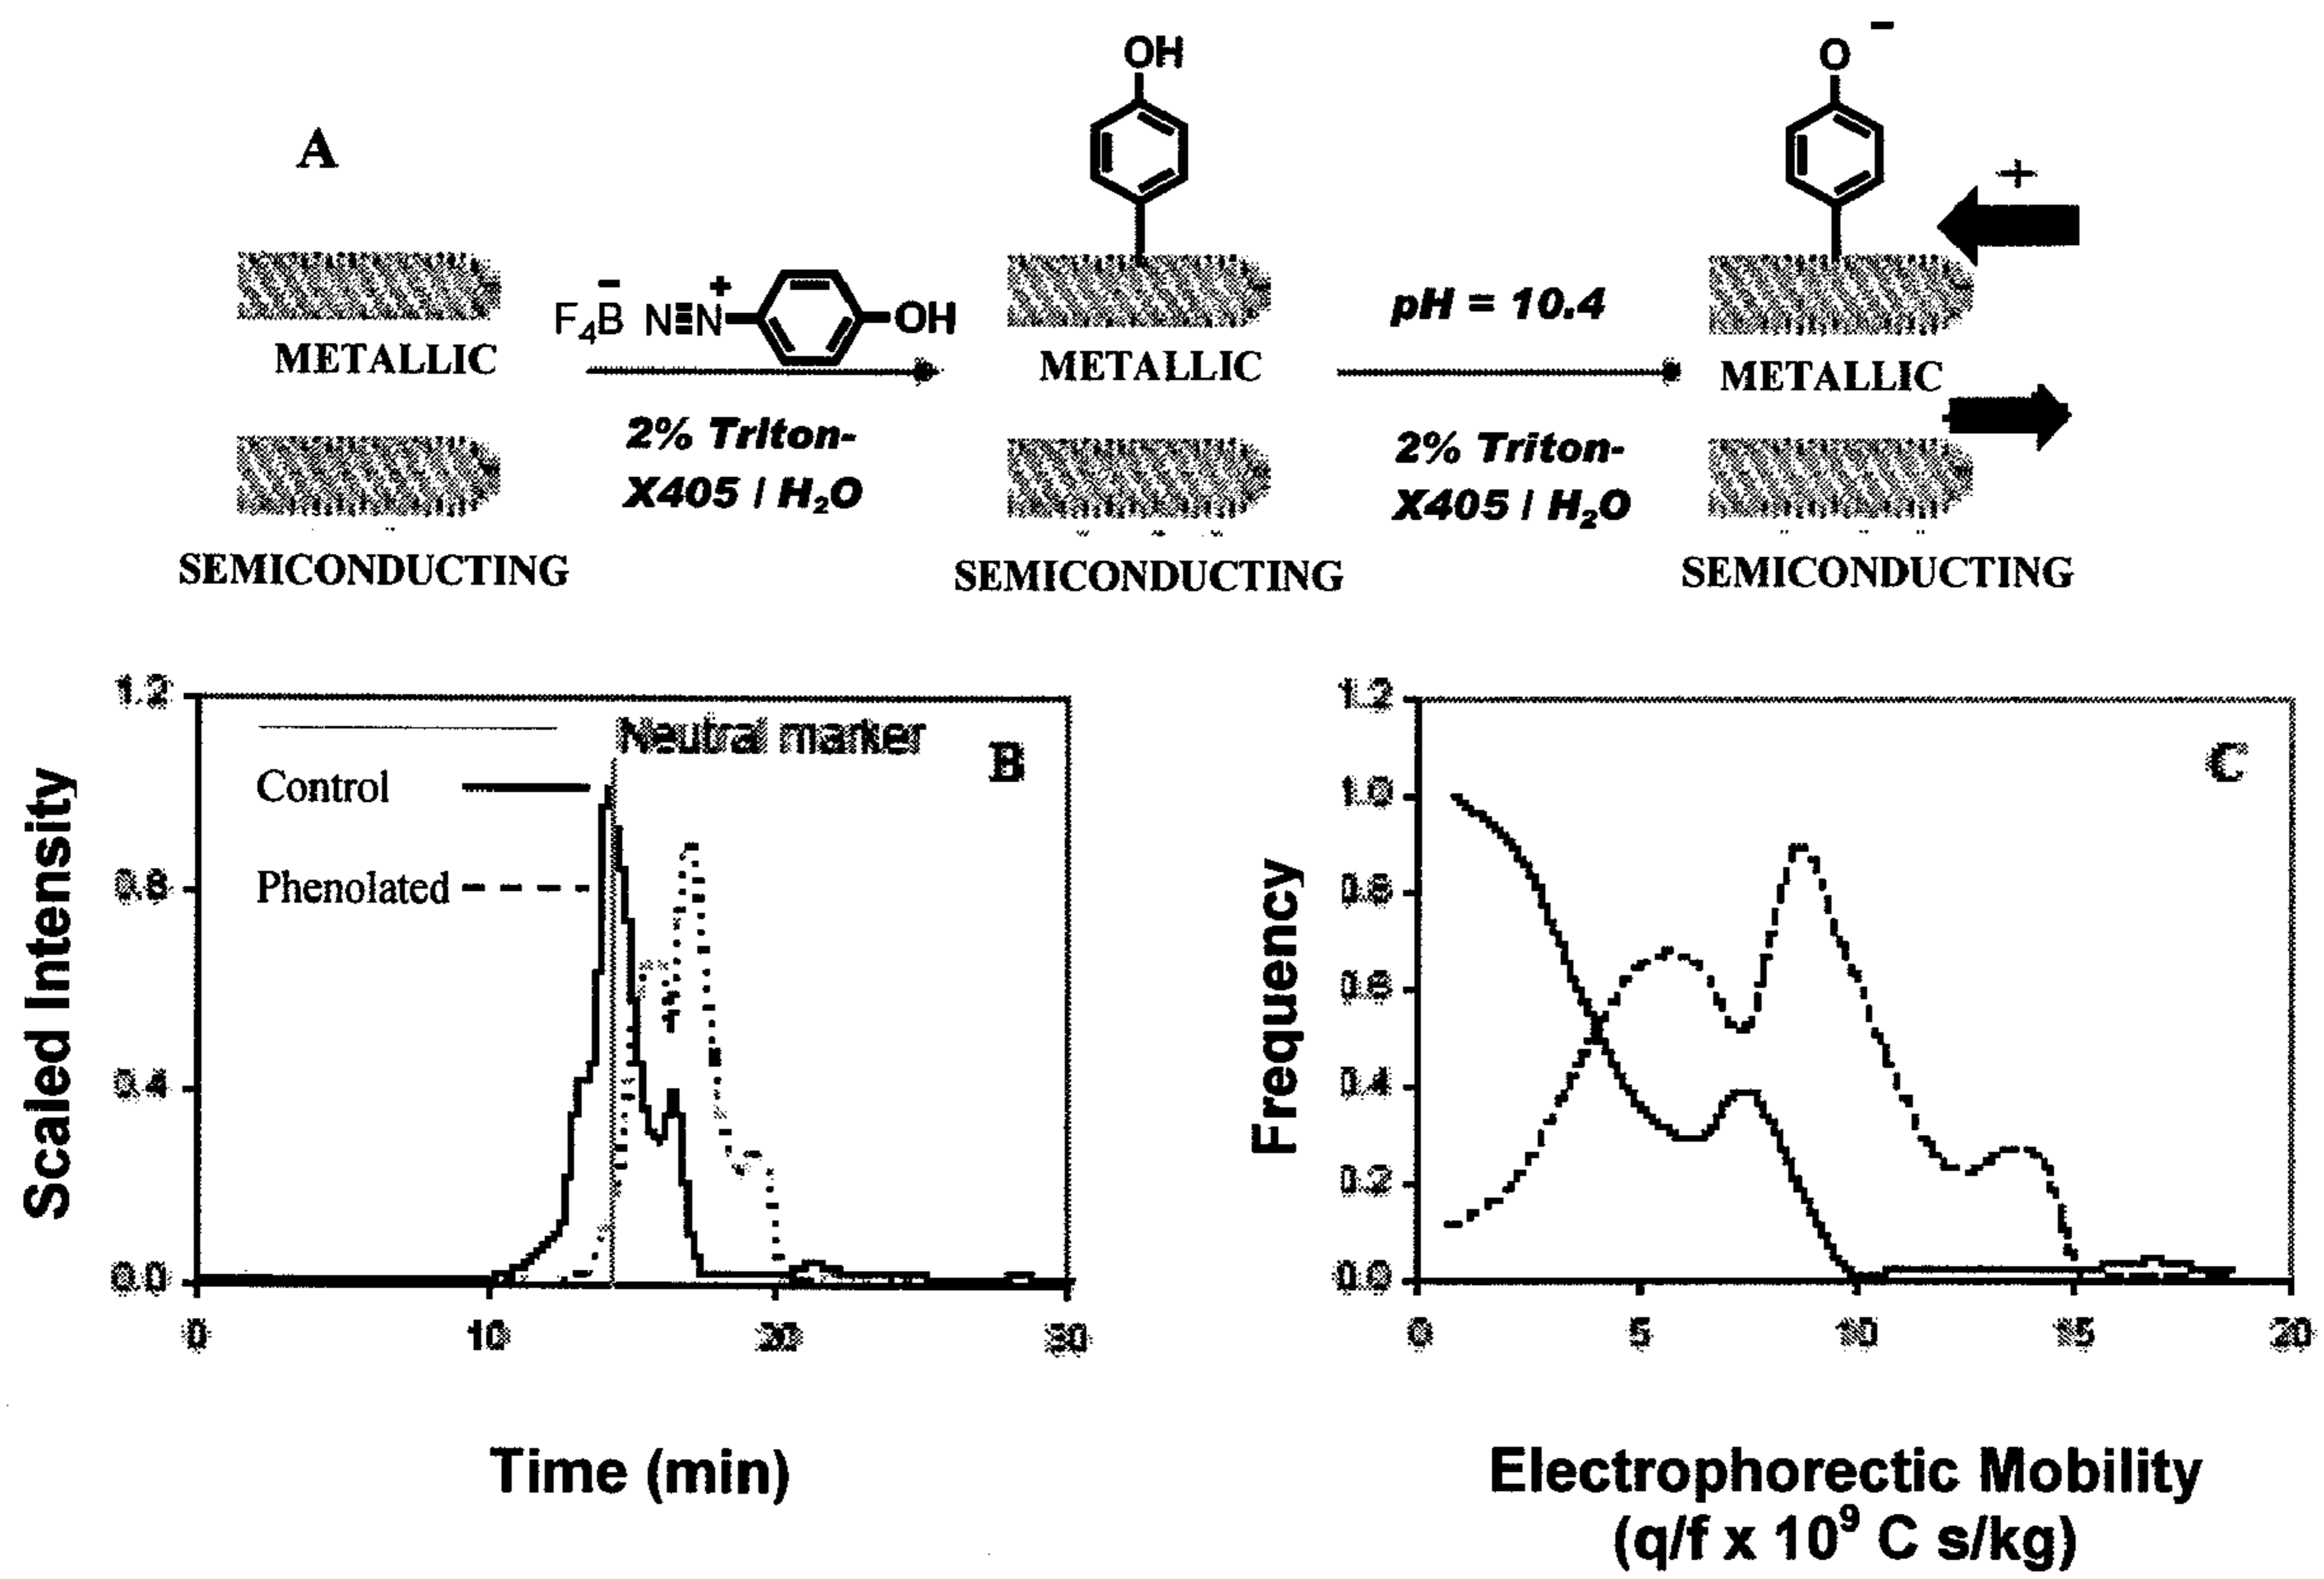 A
OH
O −
+
F₄B⁻ N≡N⁺ OH
METALLIC
2% Triton-
X405 / H₂O
SEMICONDUCTING
METALLIC
pH = 10.4
2% Triton-
X405 / H₂O
SEMICONDUCTING
METALLIC
SEMICONDUCTING
B
Neutral marker
Control
Phenolated
Scaled Intensity
1.2
0.8
0.4
0.0
0
10
20
30
Time (min)
C
Frequency
1.2
1.0
0.8
0.6
0.4
0.2
0.0
0
5
10
15
20
Electrophorectic Mobility
(q/f x 10⁹ C s/kg)